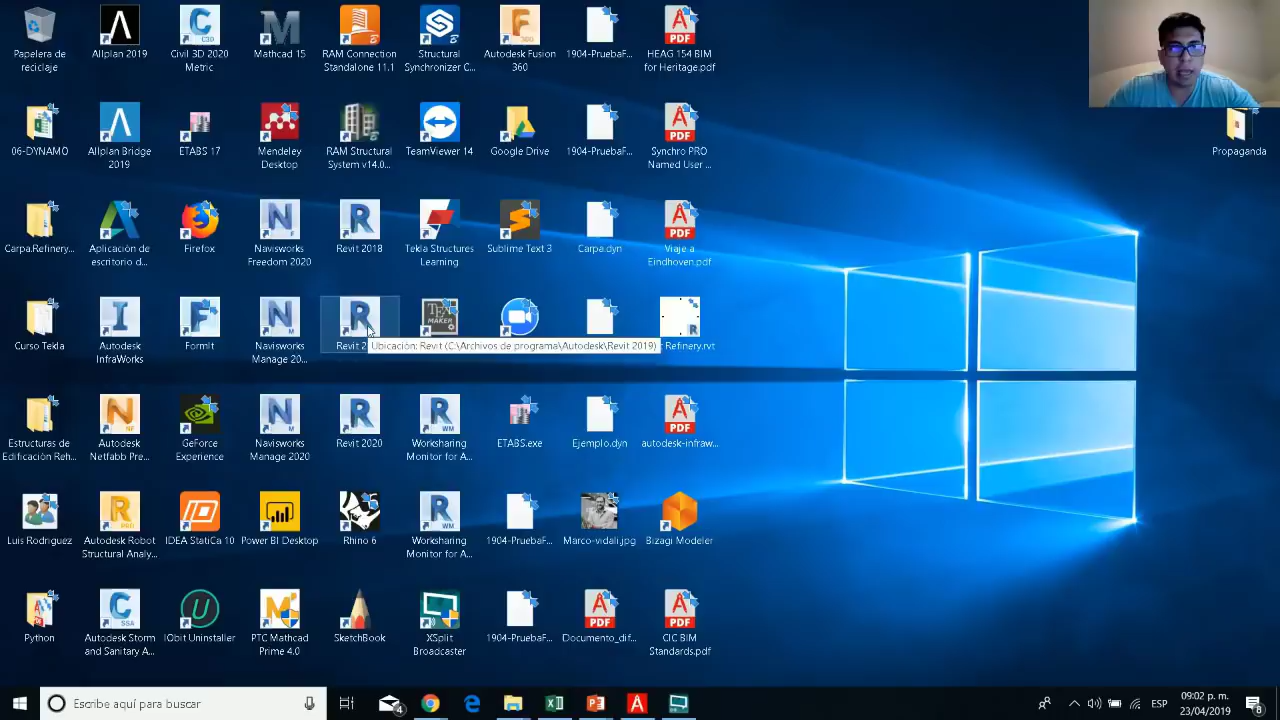 Papelera de
reciclaje
Allplan 2019
Civil 3D 2020
Metric
Mathcad 15
RAM Connection
Standalone 11.1
Structural
Synchronizer C...
Autodesk Fusion
360
1904-PruebaF...
HEAG 154 BIM
for Heritage.pdf
06-DYNAMO
Allplan Bridge
2019
ETABS 17
Mendeley
Desktop
RAM Structural
System v14.0...
TeamViewer 14
Google Drive
1904-PruebaF...
Synchro PRO
Named User ...
Propaganda
Carpa.Refinery...
Aplicación de
escritorio d...
Firefox
Navisworks
Freedom 2020
Revit 2018
Tekla Structures
Learning
Sublime Text 3
Carpa.dyn
Viaje a
Eindhoven.pdf
Curso Tekla
Autodesk
InfraWorks
FormIt
Navisworks
Manage 20...
Revit 2
Ubicación: Revit (C:\Archivos de programa\Autodesk\Revit 2019)
Refinery.rvt
Estructuras de
Edificación Reh...
Autodesk
Netfabb Pre...
GeForce
Experience
Navisworks
Manage 2020
Revit 2020
Worksharing
Monitor for A...
ETABS.exe
Ejemplo.dyn
autodesk-infraw...
Luis Rodriguez
Autodesk Robot
Structural Analy...
IDEA StatiCa 10
Power BI Desktop
Rhino 6
Worksharing
Monitor for A...
1904-PruebaF...
Marco-vidali.jpg
Bizagi Modeler
Python
Autodesk Storm
and Sanitary A...
IObit Uninstaller
PTC Mathcad
Prime 4.0
SketchBook
XSplit
Broadcaster
1904-PruebaF...
Documento_dif...
CIC BIM
Standards.pdf
Escribe aquí para buscar
4
ESP
09:02 p. m.
23/04/2019
8